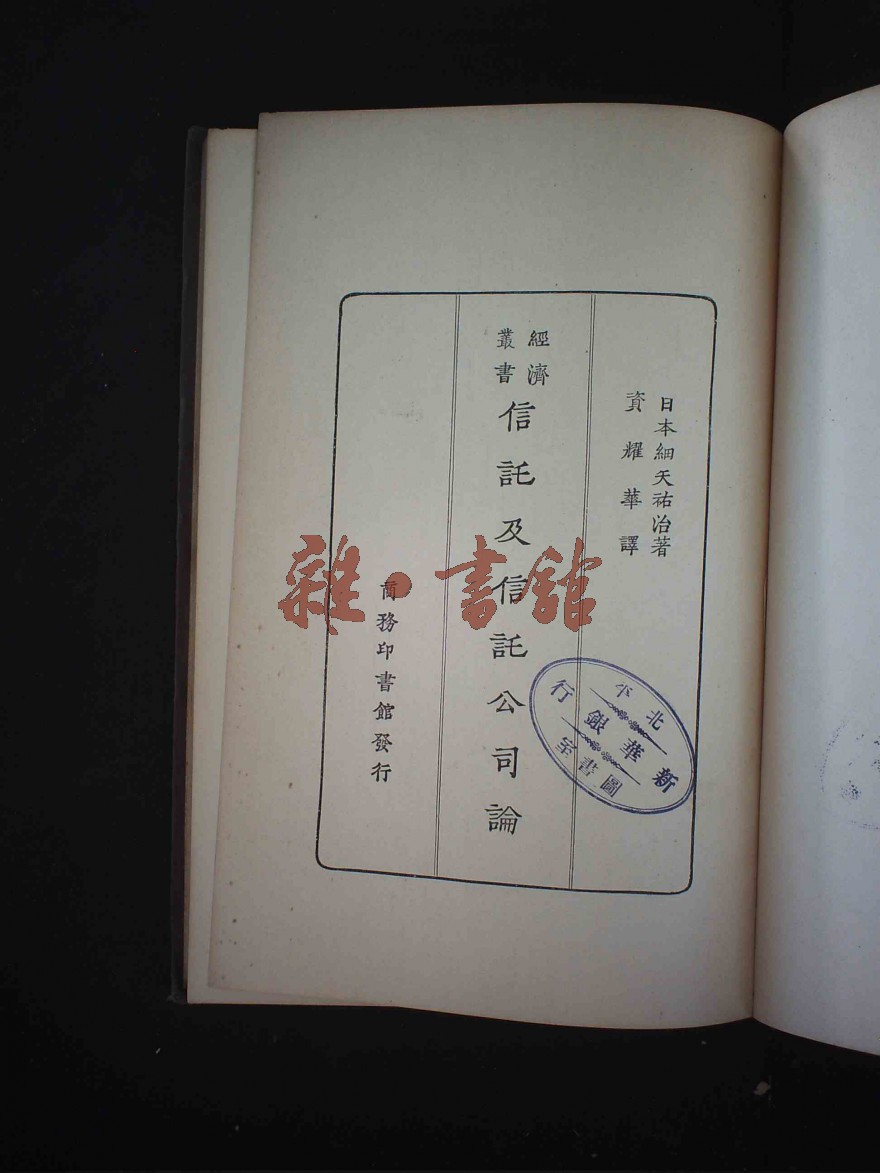 日本細矢祐治著
資耀華譯
經濟
叢書
信託及信託公司論
商務印書館發行
雜·書館
北平
新華銀行
圖書室